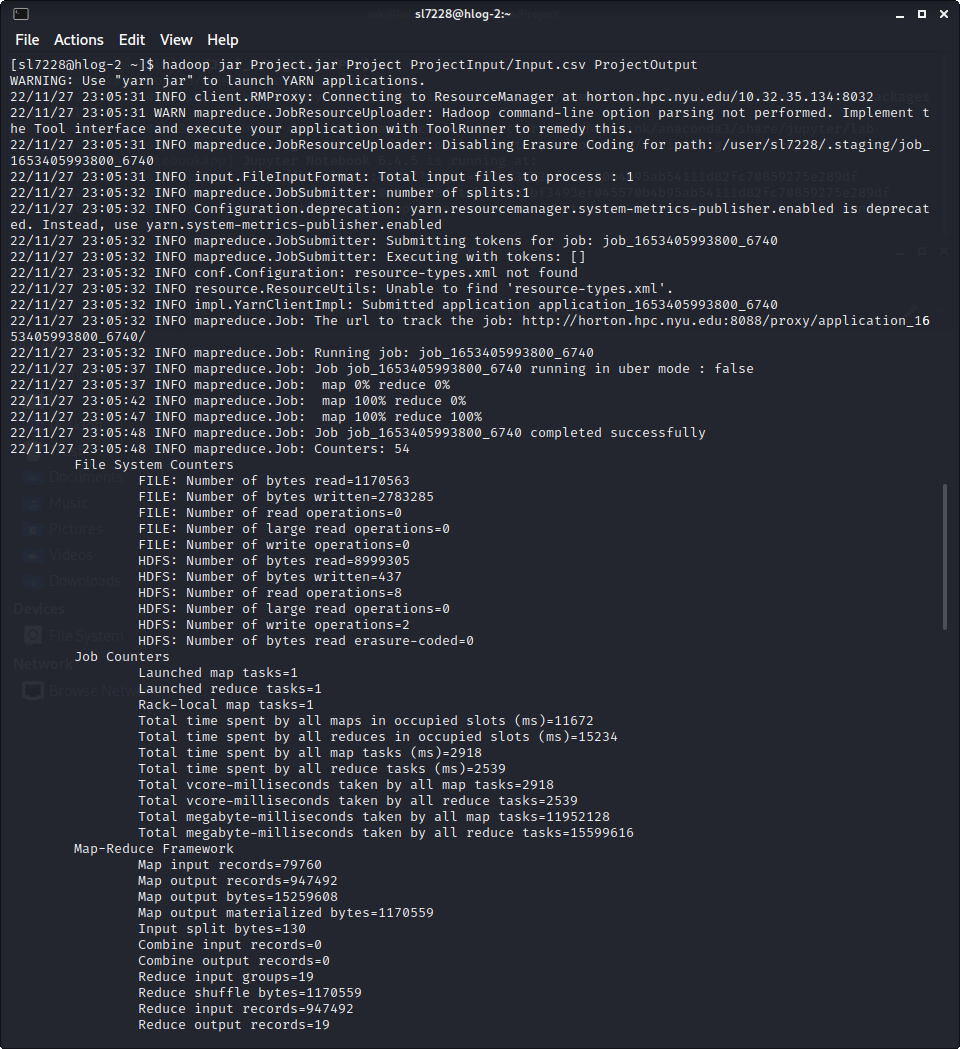 sl7228@hlog-2:~
File Actions Edit View Help
[sl7228@hlog-2 ~]$ hadoop jar Project.jar Project ProjectInput/Input.csv ProjectOutput
WARNING: Use "yarn jar" to launch YARN applications.
22/11/27 23:05:31 INFO client.RMProxy: Connecting to ResourceManager at horton.hpc.nyu.edu/10.32.35.134:8032
22/11/27 23:05:31 WARN mapreduce.JobResourceUploader: Hadoop command-line option parsing not performed. Implement t
he Tool interface and execute your application with ToolRunner to remedy this.
22/11/27 23:05:31 INFO mapreduce.JobResourceUploader: Disabling Erasure Coding for path: /user/sl7228/.staging/job_
1653405993800_6740
22/11/27 23:05:31 INFO input.FileInputFormat: Total input files to process : 1
22/11/27 23:05:32 INFO mapreduce.JobSubmitter: number of splits:1
22/11/27 23:05:32 INFO Configuration.deprecation: yarn.resourcemanager.system-metrics-publisher.enabled is deprecat
ed. Instead, use yarn.system-metrics-publisher.enabled
22/11/27 23:05:32 INFO mapreduce.JobSubmitter: Submitting tokens for job: job_1653405993800_6740
22/11/27 23:05:32 INFO mapreduce.JobSubmitter: Executing with tokens: []
22/11/27 23:05:32 INFO conf.Configuration: resource-types.xml not found
22/11/27 23:05:32 INFO resource.ResourceUtils: Unable to find 'resource-types.xml'.
22/11/27 23:05:32 INFO impl.YarnClientImpl: Submitted application application_1653405993800_6740
22/11/27 23:05:32 INFO mapreduce.Job: The url to track the job: http://horton.hpc.nyu.edu:8088/proxy/application_16
53405993800_6740/
22/11/27 23:05:32 INFO mapreduce.Job: Running job: job_1653405993800_6740
22/11/27 23:05:37 INFO mapreduce.Job: Job job_1653405993800_6740 running in uber mode : false
22/11/27 23:05:37 INFO mapreduce.Job:  map 0% reduce 0%
22/11/27 23:05:42 INFO mapreduce.Job:  map 100% reduce 0%
22/11/27 23:05:47 INFO mapreduce.Job:  map 100% reduce 100%
22/11/27 23:05:48 INFO mapreduce.Job: Job job_1653405993800_6740 completed successfully
22/11/27 23:05:48 INFO mapreduce.Job: Counters: 54
File System Counters
FILE: Number of bytes read=1170563
FILE: Number of bytes written=2783285
FILE: Number of read operations=0
FILE: Number of large read operations=0
FILE: Number of write operations=0
HDFS: Number of bytes read=8999305
HDFS: Number of bytes written=437
HDFS: Number of read operations=8
HDFS: Number of large read operations=0
HDFS: Number of write operations=2
HDFS: Number of bytes read erasure-coded=0
Job Counters
Launched map tasks=1
Launched reduce tasks=1
Rack-local map tasks=1
Total time spent by all maps in occupied slots (ms)=11672
Total time spent by all reduces in occupied slots (ms)=15234
Total time spent by all map tasks (ms)=2918
Total time spent by all reduce tasks (ms)=2539
Total vcore-milliseconds taken by all map tasks=2918
Total vcore-milliseconds taken by all reduce tasks=2539
Total megabyte-milliseconds taken by all map tasks=11952128
Total megabyte-milliseconds taken by all reduce tasks=15599616
Map-Reduce Framework
Map input records=79760
Map output records=947492
Map output bytes=15259608
Map output materialized bytes=1170559
Input split bytes=130
Combine input records=0
Combine output records=0
Reduce input groups=19
Reduce shuffle bytes=1170559
Reduce input records=947492
Reduce output records=19
Documents
Music
Pictures
Videos
Downloads
Devices
File System
Network